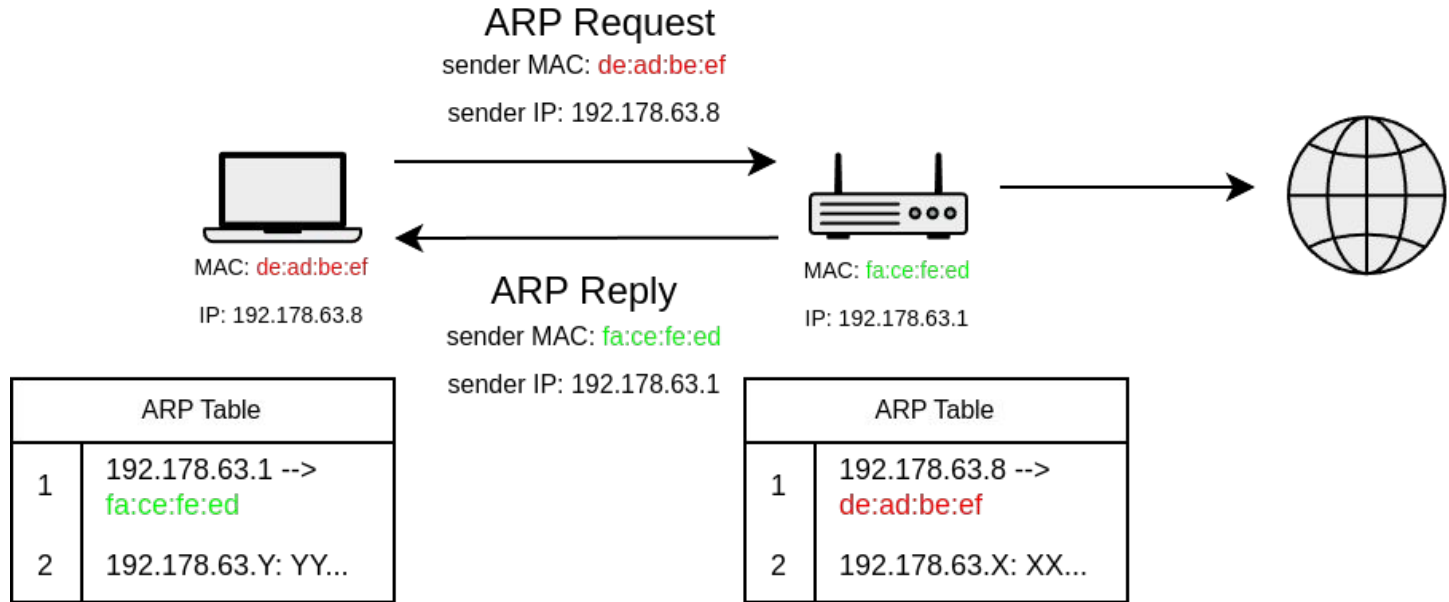 ARP Request
sender MAC: de:ad:be:ef
sender IP: 192.178.63.8
MAC: de:ad:be:ef
IP: 192.178.63.8
ARP Reply
sender MAC: fa:ce:fe:ed
sender IP: 192.178.63.1
MAC: fa:ce:fe:ed
IP: 192.178.63.1
ARP Table
1
192.178.63.1 -->
fa:ce:fe:ed
2
192.178.63.Y: YY...
ARP Table
1
192.178.63.8 -->
de:ad:be:ef
2
192.178.63.X: XX...